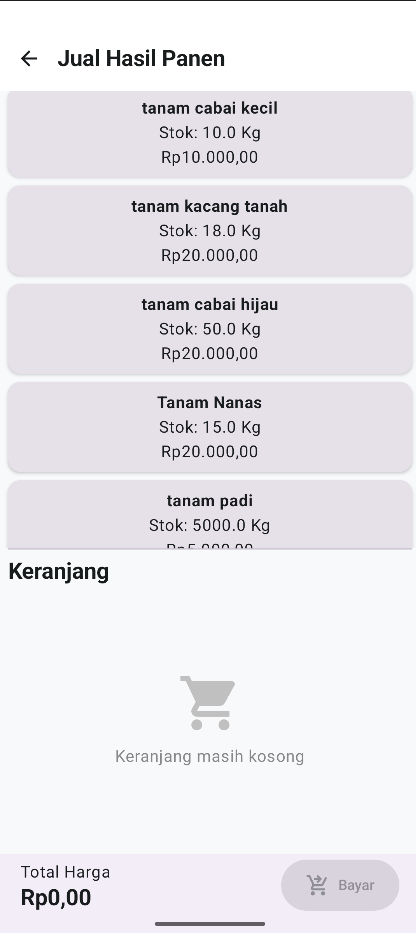 Jual Hasil Panen
tanam cabai kecil
Stok: 10.0 Kg
Rp10.000,00
tanam kacang tanah
Stok: 18.0 Kg
Rp20.000,00
tanam cabai hijau
Stok: 50.0 Kg
Rp20.000,00
Tanam Nanas
Stok: 15.0 Kg
Rp20.000,00
tanam padi
Stok: 5000.0 Kg
Keranjang
Keranjang masih kosong
Total Harga
Rp0,00
Bayar